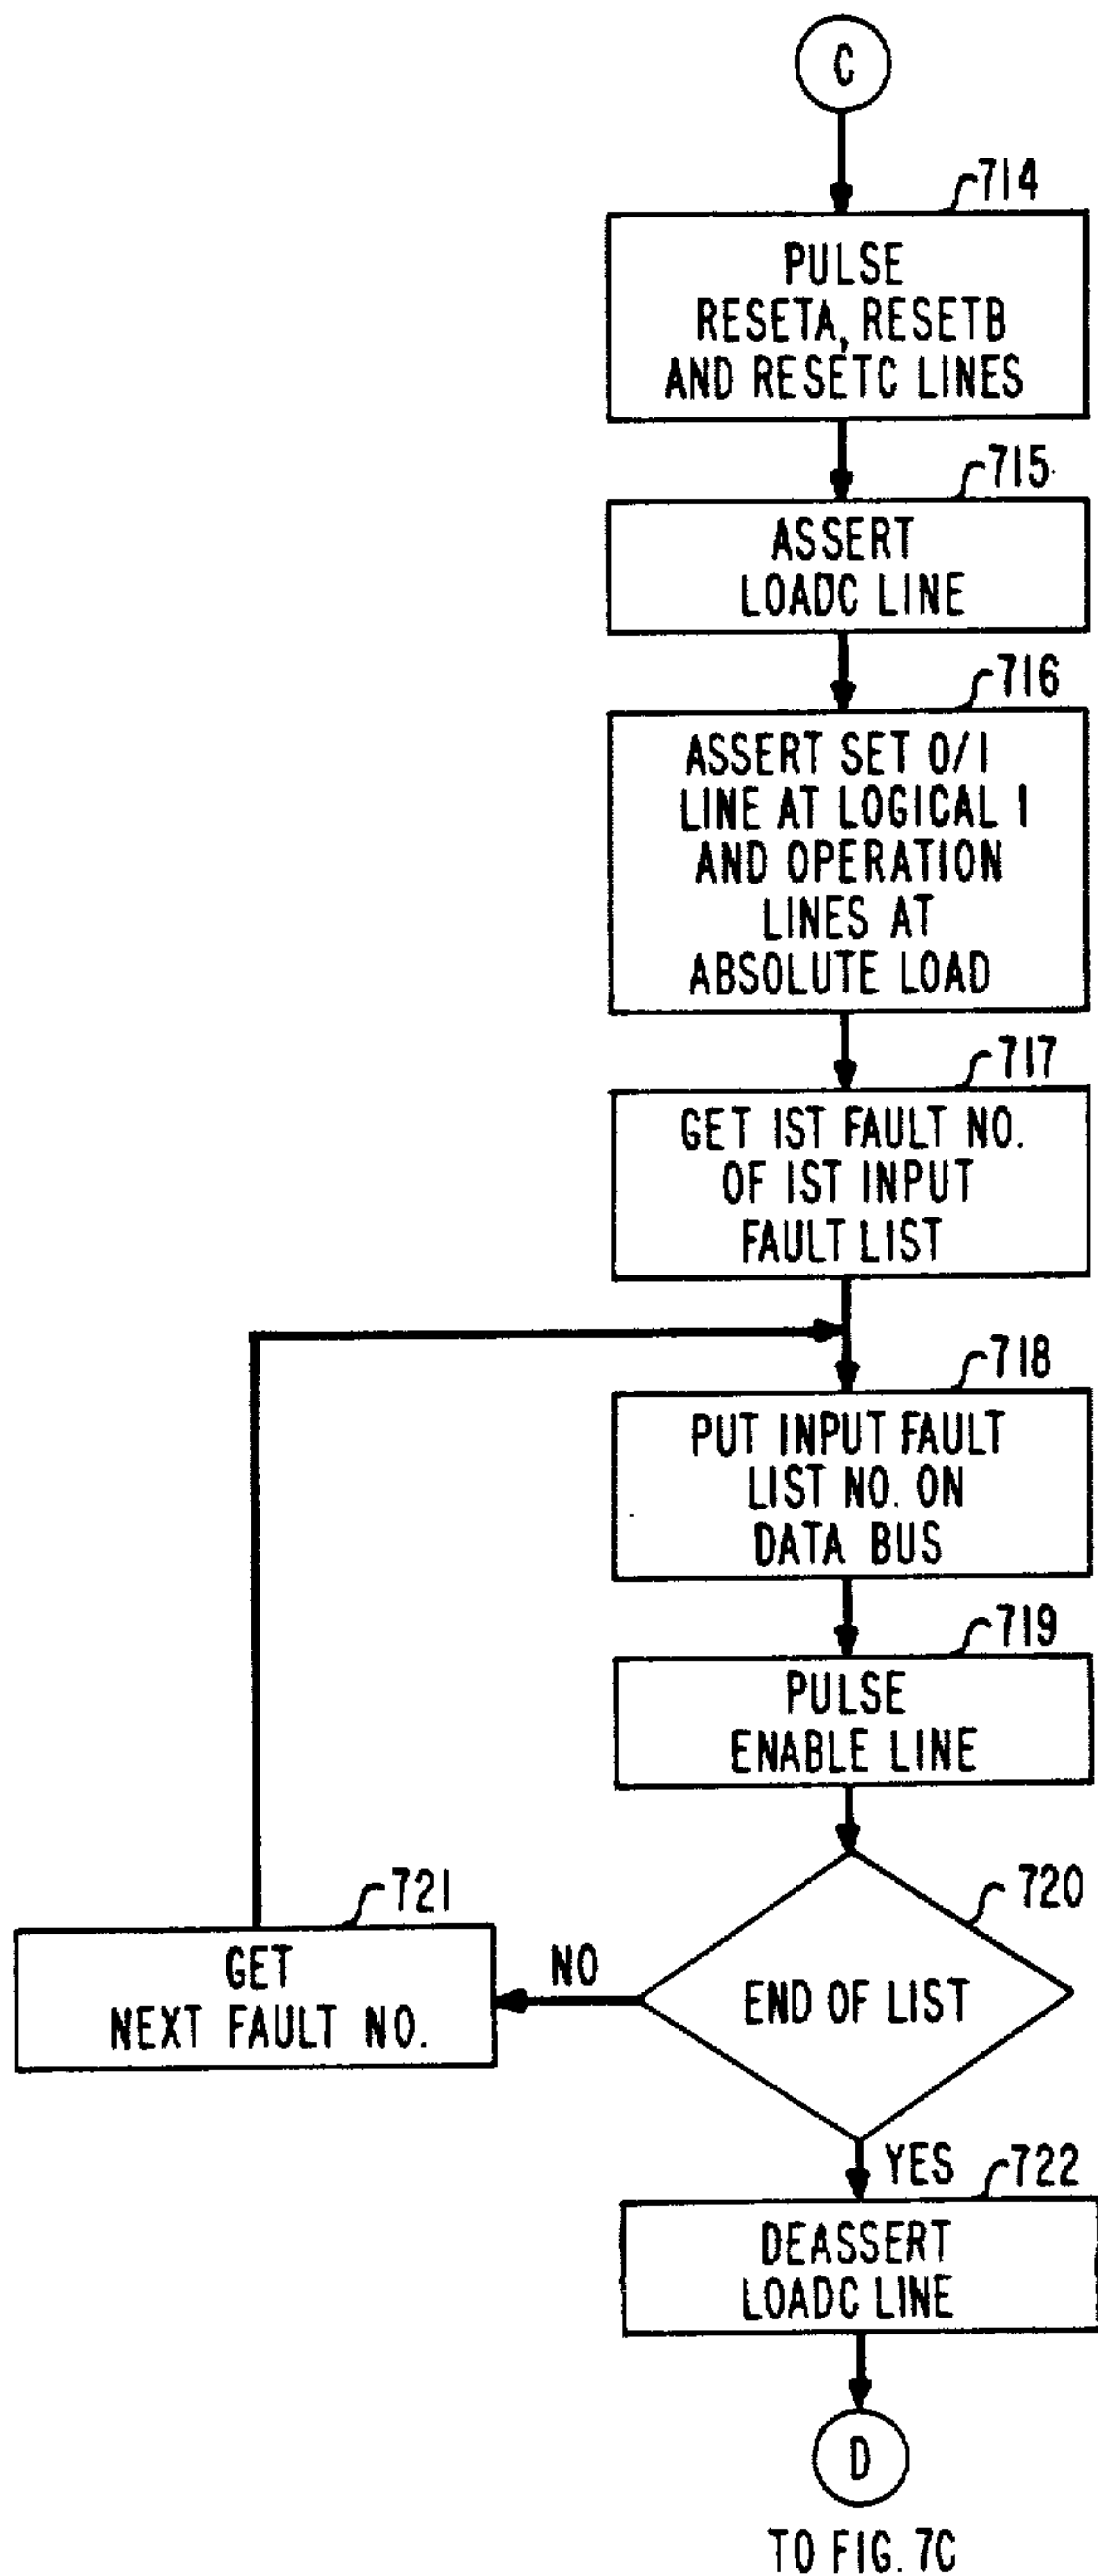 C
714
PULSE
RESETA, RESETB
AND RESETC LINES
715
ASSERT
LOADC LINE
716
ASSERT SET 0/1
LINE AT LOGICAL 1
AND OPERATION
LINES AT
ABSOLUTE LOAD
717
GET 1ST FAULT NO.
OF 1ST INPUT
FAULT LIST
718
PUT INPUT FAULT
LIST NO. ON
DATA BUS
719
PULSE
ENABLE LINE
720
END OF LIST
NO
721
GET
NEXT FAULT NO.
YES
722
DEASSERT
LOADC LINE
D
TO FIG. 7C